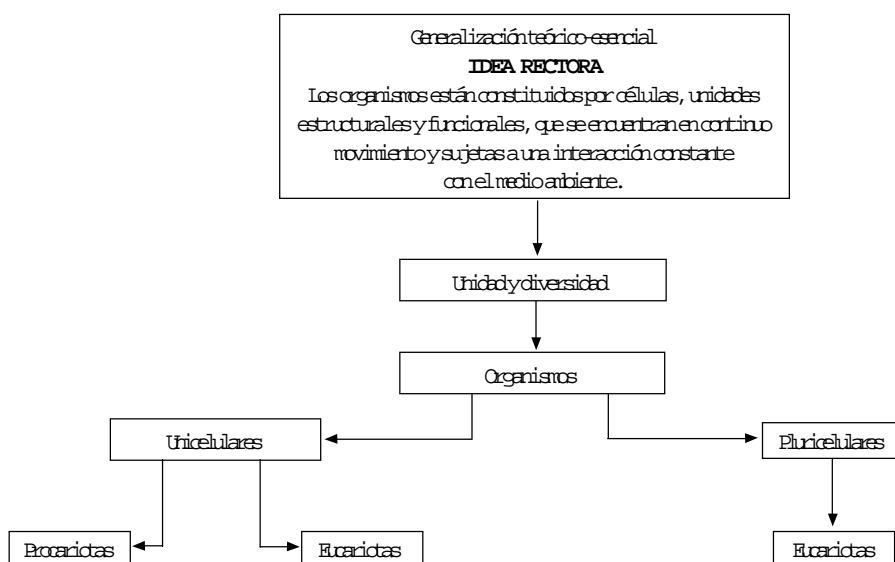 Generalización teórico-esencial
IDEA RECTORA
Los organismos están constituidos por células, unidades
estructurales y funcionales, que se encuentran en continuo
movimiento y sujetas a una interacción constante
con el medio ambiente.
Unidad y diversidad
Organismos
Unicelulares
Pluricelulares
Procariotas
Eucariotas
Eucariotas